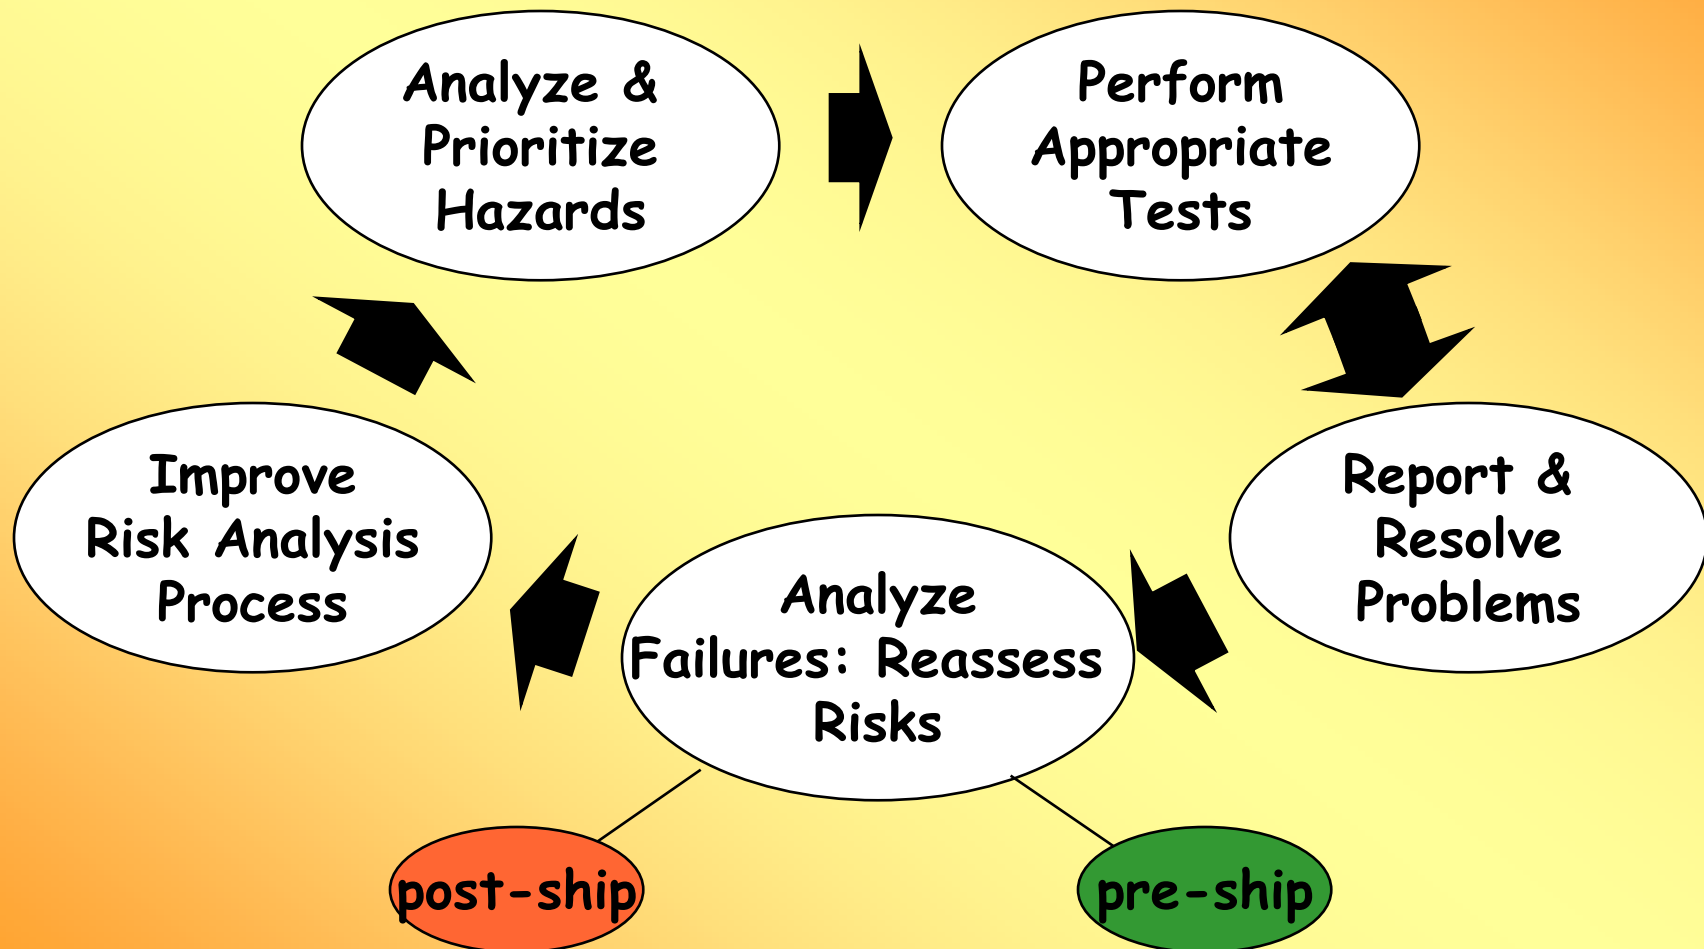 Analyze &
Prioritize
Hazards
Perform
Appropriate
Tests
Improve
Risk Analysis
Process
Report &
Resolve
Problems
Analyze
Failures: Reassess
Risks
post-ship
pre-ship